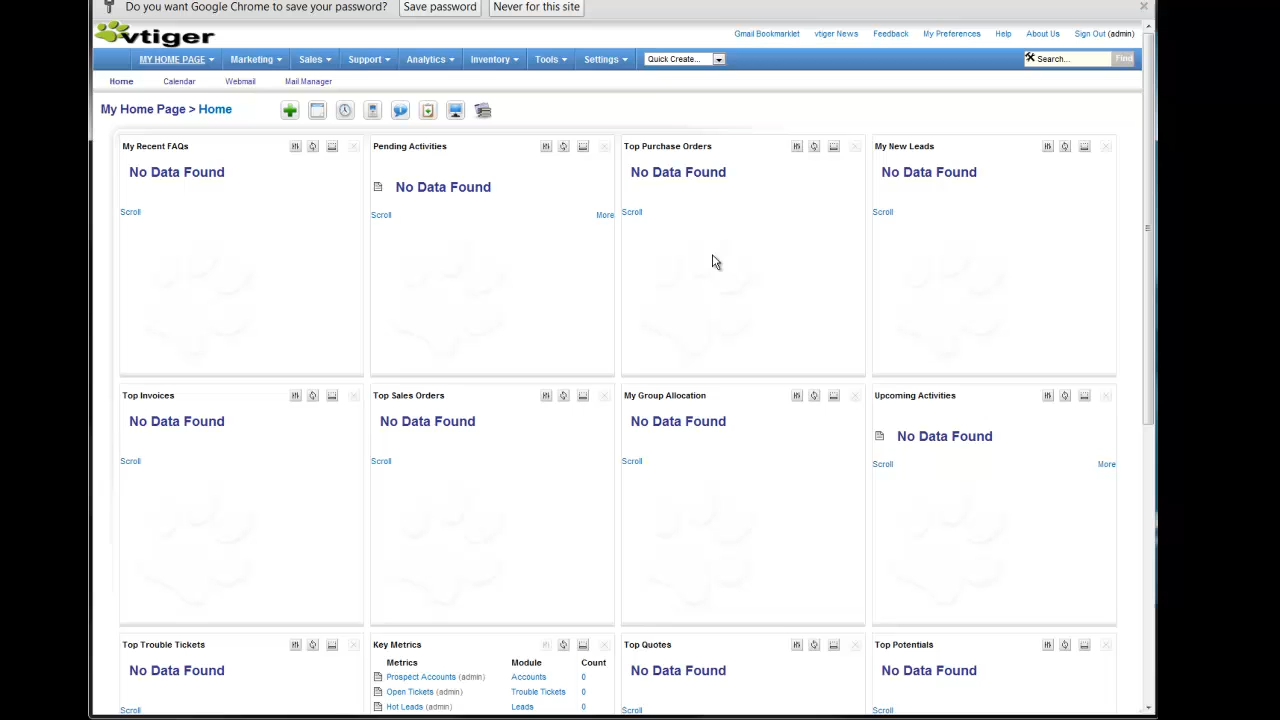 Do you want Google Chrome to save your password? Save password Never for this site
vtiger
Gmail Bookmarklet vtiger News Feedback My Preferences Help About Us Sign Out (admin)
MY HOME PAGE Marketing Sales Support Analytics Inventory Tools Settings Quick Create... Search... Find
Home Calendar Webmail Mail Manager
My Home Page > Home
My Recent FAQs Pending Activities Top Purchase Orders My New Leads
No Data Found No Data Found No Data Found No Data Found
Scroll Scroll More Scroll Scroll
Top Invoices Top Sales Orders My Group Allocation Upcoming Activities
No Data Found No Data Found No Data Found No Data Found
Scroll Scroll Scroll Scroll More
Top Trouble Tickets Key Metrics Top Quotes Top Potentials
Metrics Module Count
No Data Found Prospect Accounts (admin) Accounts 0 No Data Found No Data Found
Open Tickets (admin) Trouble Tickets 0
Scroll Hot Leads (admin) Leads 0 Scroll Scroll